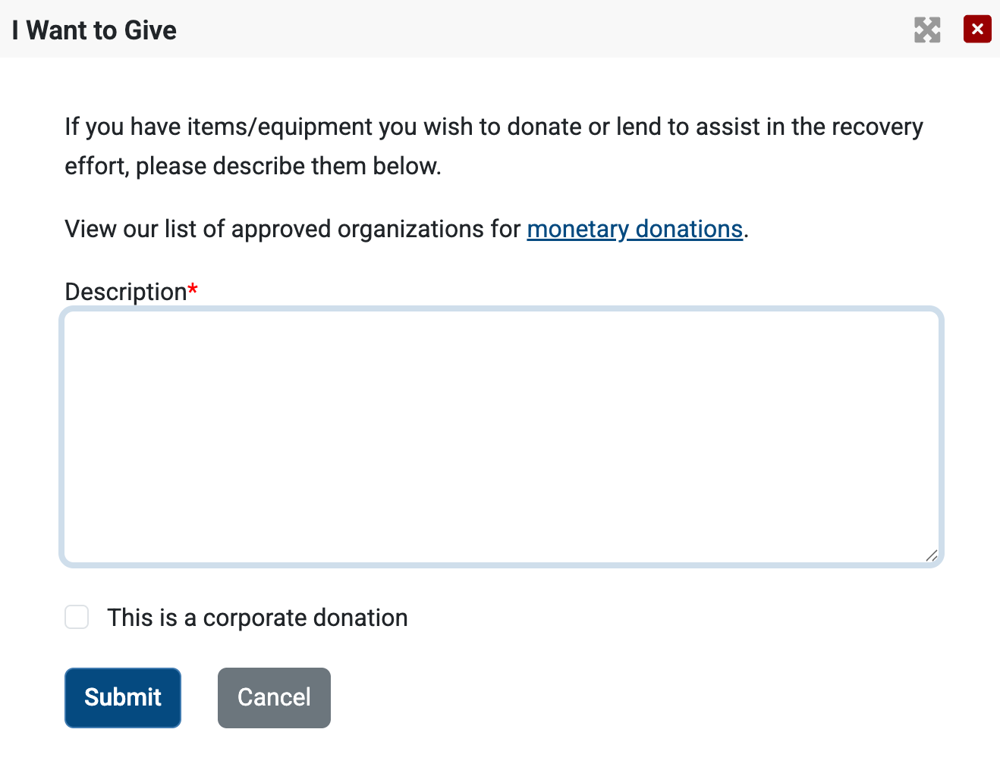 I Want to Give
If you have items/equipment you wish to donate or lend to assist in the recovery
effort, please describe them below.
View our list of approved organizations for monetary donations.
Description*
This is a corporate donation
Submit
Cancel